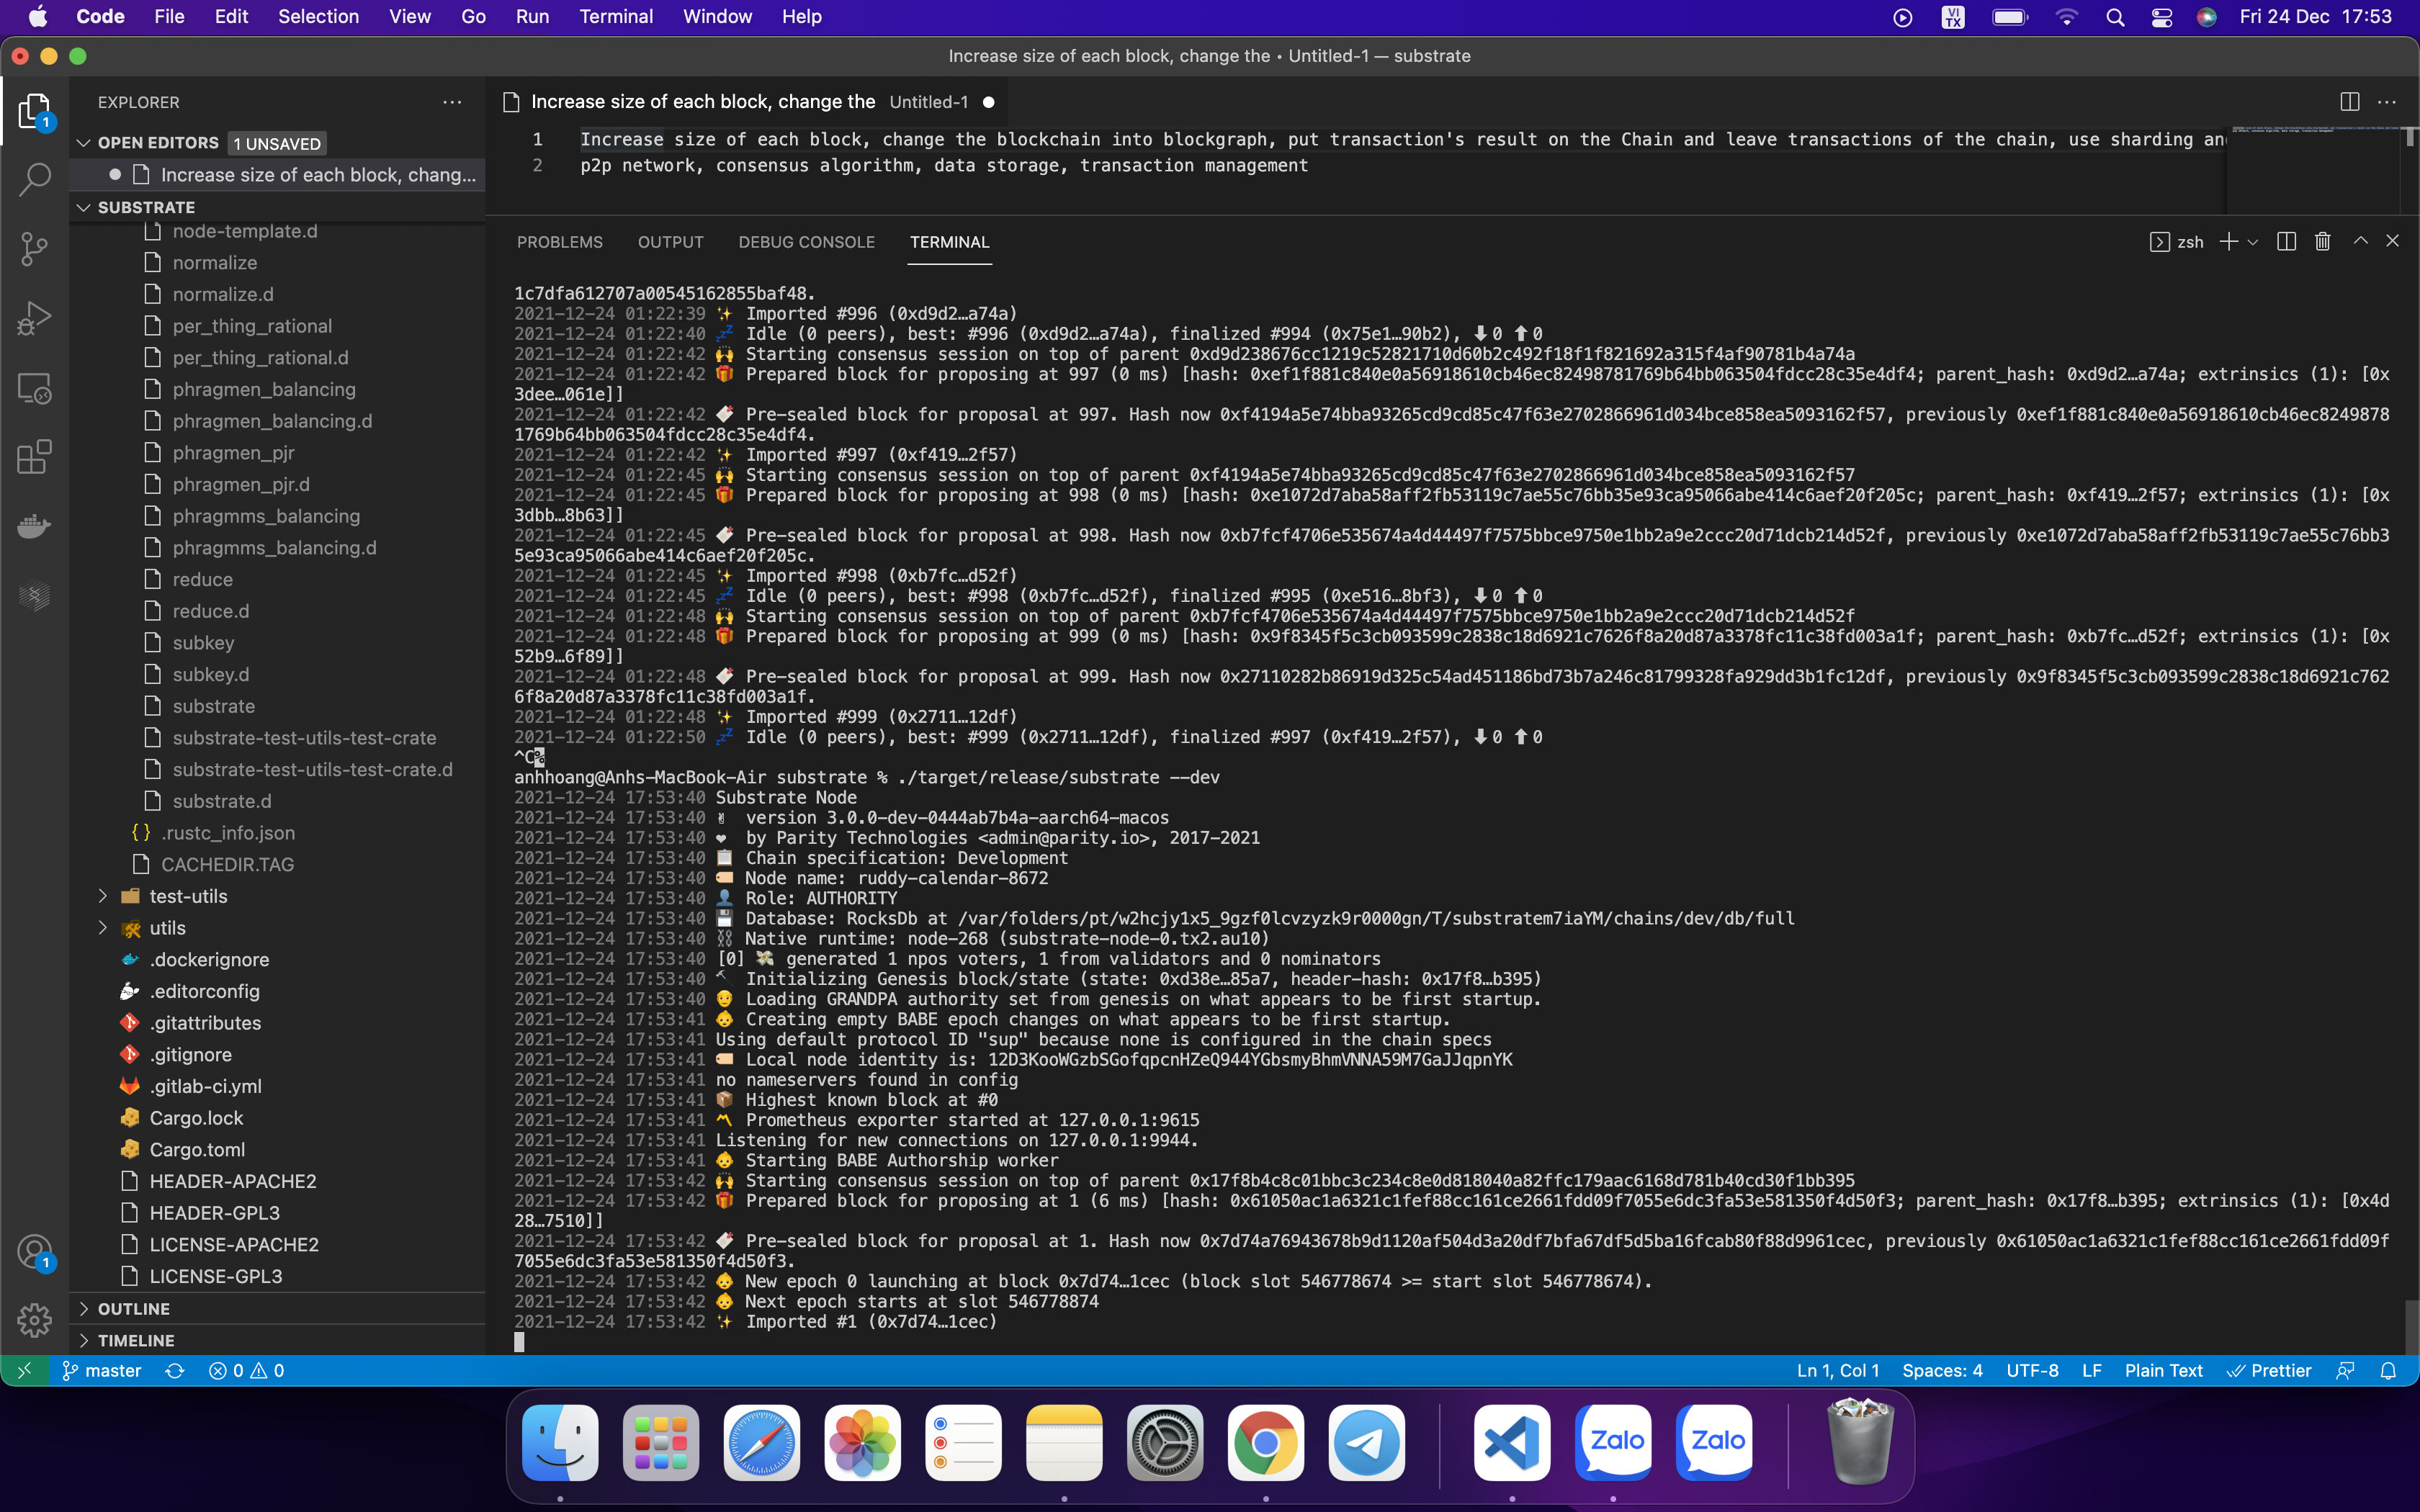 Code File Edit Selection View Go Run Terminal Window Help VI TX Fri 24 Dec 17:53
Increase size of each block, change the • Untitled-1 — substrate
EXPLORER
OPEN EDITORS 1 UNSAVED
Increase size of each block, chang...
SUBSTRATE
node-template.d
normalize
normalize.d
per_thing_rational
per_thing_rational.d
phragmen_balancing
phragmen_balancing.d
phragmen_pjr
phragmen_pjr.d
phragmms_balancing
phragmms_balancing.d
reduce
reduce.d
subkey
subkey.d
substrate
substrate-test-utils-test-crate
substrate-test-utils-test-crate.d
substrate.d
{} .rustc_info.json
CACHEDIR.TAG
test-utils
utils
.dockerignore
.editorconfig
.gitattributes
.gitignore
.gitlab-ci.yml
Cargo.lock
Cargo.toml
HEADER-APACHE2
HEADER-GPL3
LICENSE-APACHE2
LICENSE-GPL3
OUTLINE
TIMELINE
1
1
Increase size of each block, change the Untitled-1
1 Increase size of each block, change the blockchain into blockgraph, put transaction's result on the Chain and leave transactions of the chain, use sharding an
2 p2p network, consensus algorithm, data storage, transaction management
PROBLEMS OUTPUT DEBUG CONSOLE TERMINAL zsh
1c7dfa612707a00545162855baf48.
2021-12-24 01:22:39 ✨ Imported #996 (0xd9d2…a74a)
2021-12-24 01:22:40 💤 Idle (0 peers), best: #996 (0xd9d2…a74a), finalized #994 (0x75e1…90b2), ⬇ 0 ⬆ 0
2021-12-24 01:22:42 🙌 Starting consensus session on top of parent 0xd9d238676cc1219c52821710d60b2c492f18f1f821692a315f4af90781b4a74a
2021-12-24 01:22:42 🎁 Prepared block for proposing at 997 (0 ms) [hash: 0xef1f881c840e0a56918610cb46ec82498781769b64bb063504fdcc28c35e4df4; parent_hash: 0xd9d2…a74a; extrinsics (1): [0x
3dee…061e]]
2021-12-24 01:22:42 🔖 Pre-sealed block for proposal at 997. Hash now 0xf4194a5e74bba93265cd9cd85c47f63e2702866961d034bce858ea5093162f57, previously 0xef1f881c840e0a56918610cb46ec8249878
1769b64bb063504fdcc28c35e4df4.
2021-12-24 01:22:42 ✨ Imported #997 (0xf419…2f57)
2021-12-24 01:22:45 🙌 Starting consensus session on top of parent 0xf4194a5e74bba93265cd9cd85c47f63e2702866961d034bce858ea5093162f57
2021-12-24 01:22:45 🎁 Prepared block for proposing at 998 (0 ms) [hash: 0xe1072d7aba58aff2fb53119c7ae55c76bb35e93ca95066abe414c6aef20f205c; parent_hash: 0xf419…2f57; extrinsics (1): [0x
3dbb…8b63]]
2021-12-24 01:22:45 🔖 Pre-sealed block for proposal at 998. Hash now 0xb7fcf4706e535674a4d44497f7575bbce9750e1bb2a9e2ccc20d71dcb214d52f, previously 0xe1072d7aba58aff2fb53119c7ae55c76bb3
5e93ca95066abe414c6aef20f205c.
2021-12-24 01:22:45 ✨ Imported #998 (0xb7fc…d52f)
2021-12-24 01:22:45 💤 Idle (0 peers), best: #998 (0xb7fc…d52f), finalized #995 (0xe516…8bf3), ⬇ 0 ⬆ 0
2021-12-24 01:22:48 🙌 Starting consensus session on top of parent 0xb7fcf4706e535674a4d44497f7575bbce9750e1bb2a9e2ccc20d71dcb214d52f
2021-12-24 01:22:48 🎁 Prepared block for proposing at 999 (0 ms) [hash: 0x9f8345f5c3cb093599c2838c18d6921c7626f8a20d87a3378fc11c38fd003a1f; parent_hash: 0xb7fc…d52f; extrinsics (1): [0x
52b9…6f89]]
2021-12-24 01:22:48 🔖 Pre-sealed block for proposal at 999. Hash now 0x27110282b86919d325c54ad451186bd73b7a246c81799328fa929dd3b1fc12df, previously 0x9f8345f5c3cb093599c2838c18d6921c762
6f8a20d87a3378fc11c38fd003a1f.
2021-12-24 01:22:48 ✨ Imported #999 (0x2711…12df)
2021-12-24 01:22:50 💤 Idle (0 peers), best: #999 (0x2711…12df), finalized #997 (0xf419…2f57), ⬇ 0 ⬆ 0
^C%
anhhoang@Anhs-MacBook-Air substrate % ./target/release/substrate --dev
2021-12-24 17:53:40 Substrate Node
2021-12-24 17:53:40 ✌ version 3.0.0-dev-0444ab7b4a-aarch64-macos
2021-12-24 17:53:40 ❤ by Parity Technologies <admin@parity.io>, 2017-2021
2021-12-24 17:53:40 📋 Chain specification: Development
2021-12-24 17:53:40 🏷 Node name: ruddy-calendar-8672
2021-12-24 17:53:40 👤 Role: AUTHORITY
2021-12-24 17:53:40 💾 Database: RocksDb at /var/folders/pt/w2hcjy1x5_9gzf0lcvzyzk9r0000gn/T/substratem7iaYM/chains/dev/db/full
2021-12-24 17:53:40 ⛓ Native runtime: node-268 (substrate-node-0.tx2.au10)
2021-12-24 17:53:40 [0] 💸 generated 1 npos voters, 1 from validators and 0 nominators
2021-12-24 17:53:40 🔨 Initializing Genesis block/state (state: 0xd38e…85a7, header-hash: 0x17f8…b395)
2021-12-24 17:53:40 👴 Loading GRANDPA authority set from genesis on what appears to be first startup.
2021-12-24 17:53:41 👶 Creating empty BABE epoch changes on what appears to be first startup.
2021-12-24 17:53:41 Using default protocol ID "sup" because none is configured in the chain specs
2021-12-24 17:53:41 🏷 Local node identity is: 12D3KooWGzbSGofqpcnHZeQ944YGbsmyBhmVNNA59M7GaJJqpnYK
2021-12-24 17:53:41 no nameservers found in config
2021-12-24 17:53:41 📦 Highest known block at #0
2021-12-24 17:53:41 〽 Prometheus exporter started at 127.0.0.1:9615
2021-12-24 17:53:41 Listening for new connections on 127.0.0.1:9944.
2021-12-24 17:53:41 👶 Starting BABE Authorship worker
2021-12-24 17:53:42 🙌 Starting consensus session on top of parent 0x17f8b4c8c01bbc3c234c8e0d818040a82ffc179aac6168d781b40cd30f1bb395
2021-12-24 17:53:42 🎁 Prepared block for proposing at 1 (6 ms) [hash: 0x61050ac1a6321c1fef88cc161ce2661fdd09f7055e6dc3fa53e581350f4d50f3; parent_hash: 0x17f8…b395; extrinsics (1): [0x4d
28…7510]]
2021-12-24 17:53:42 🔖 Pre-sealed block for proposal at 1. Hash now 0x7d74a76943678b9d1120af504d3a20df7bfa67df5d5ba16fcab80f88d9961cec, previously 0x61050ac1a6321c1fef88cc161ce2661fdd09f
7055e6dc3fa53e581350f4d50f3.
2021-12-24 17:53:42 👶 New epoch 0 launching at block 0x7d74…1cec (block slot 546778674 >= start slot 546778674).
2021-12-24 17:53:42 👶 Next epoch starts at slot 546778874
2021-12-24 17:53:42 ✨ Imported #1 (0x7d74…1cec)
master 0 0 Ln 1, Col 1 Spaces: 4 UTF-8 LF Plain Text Prettier
Zalo Zalo